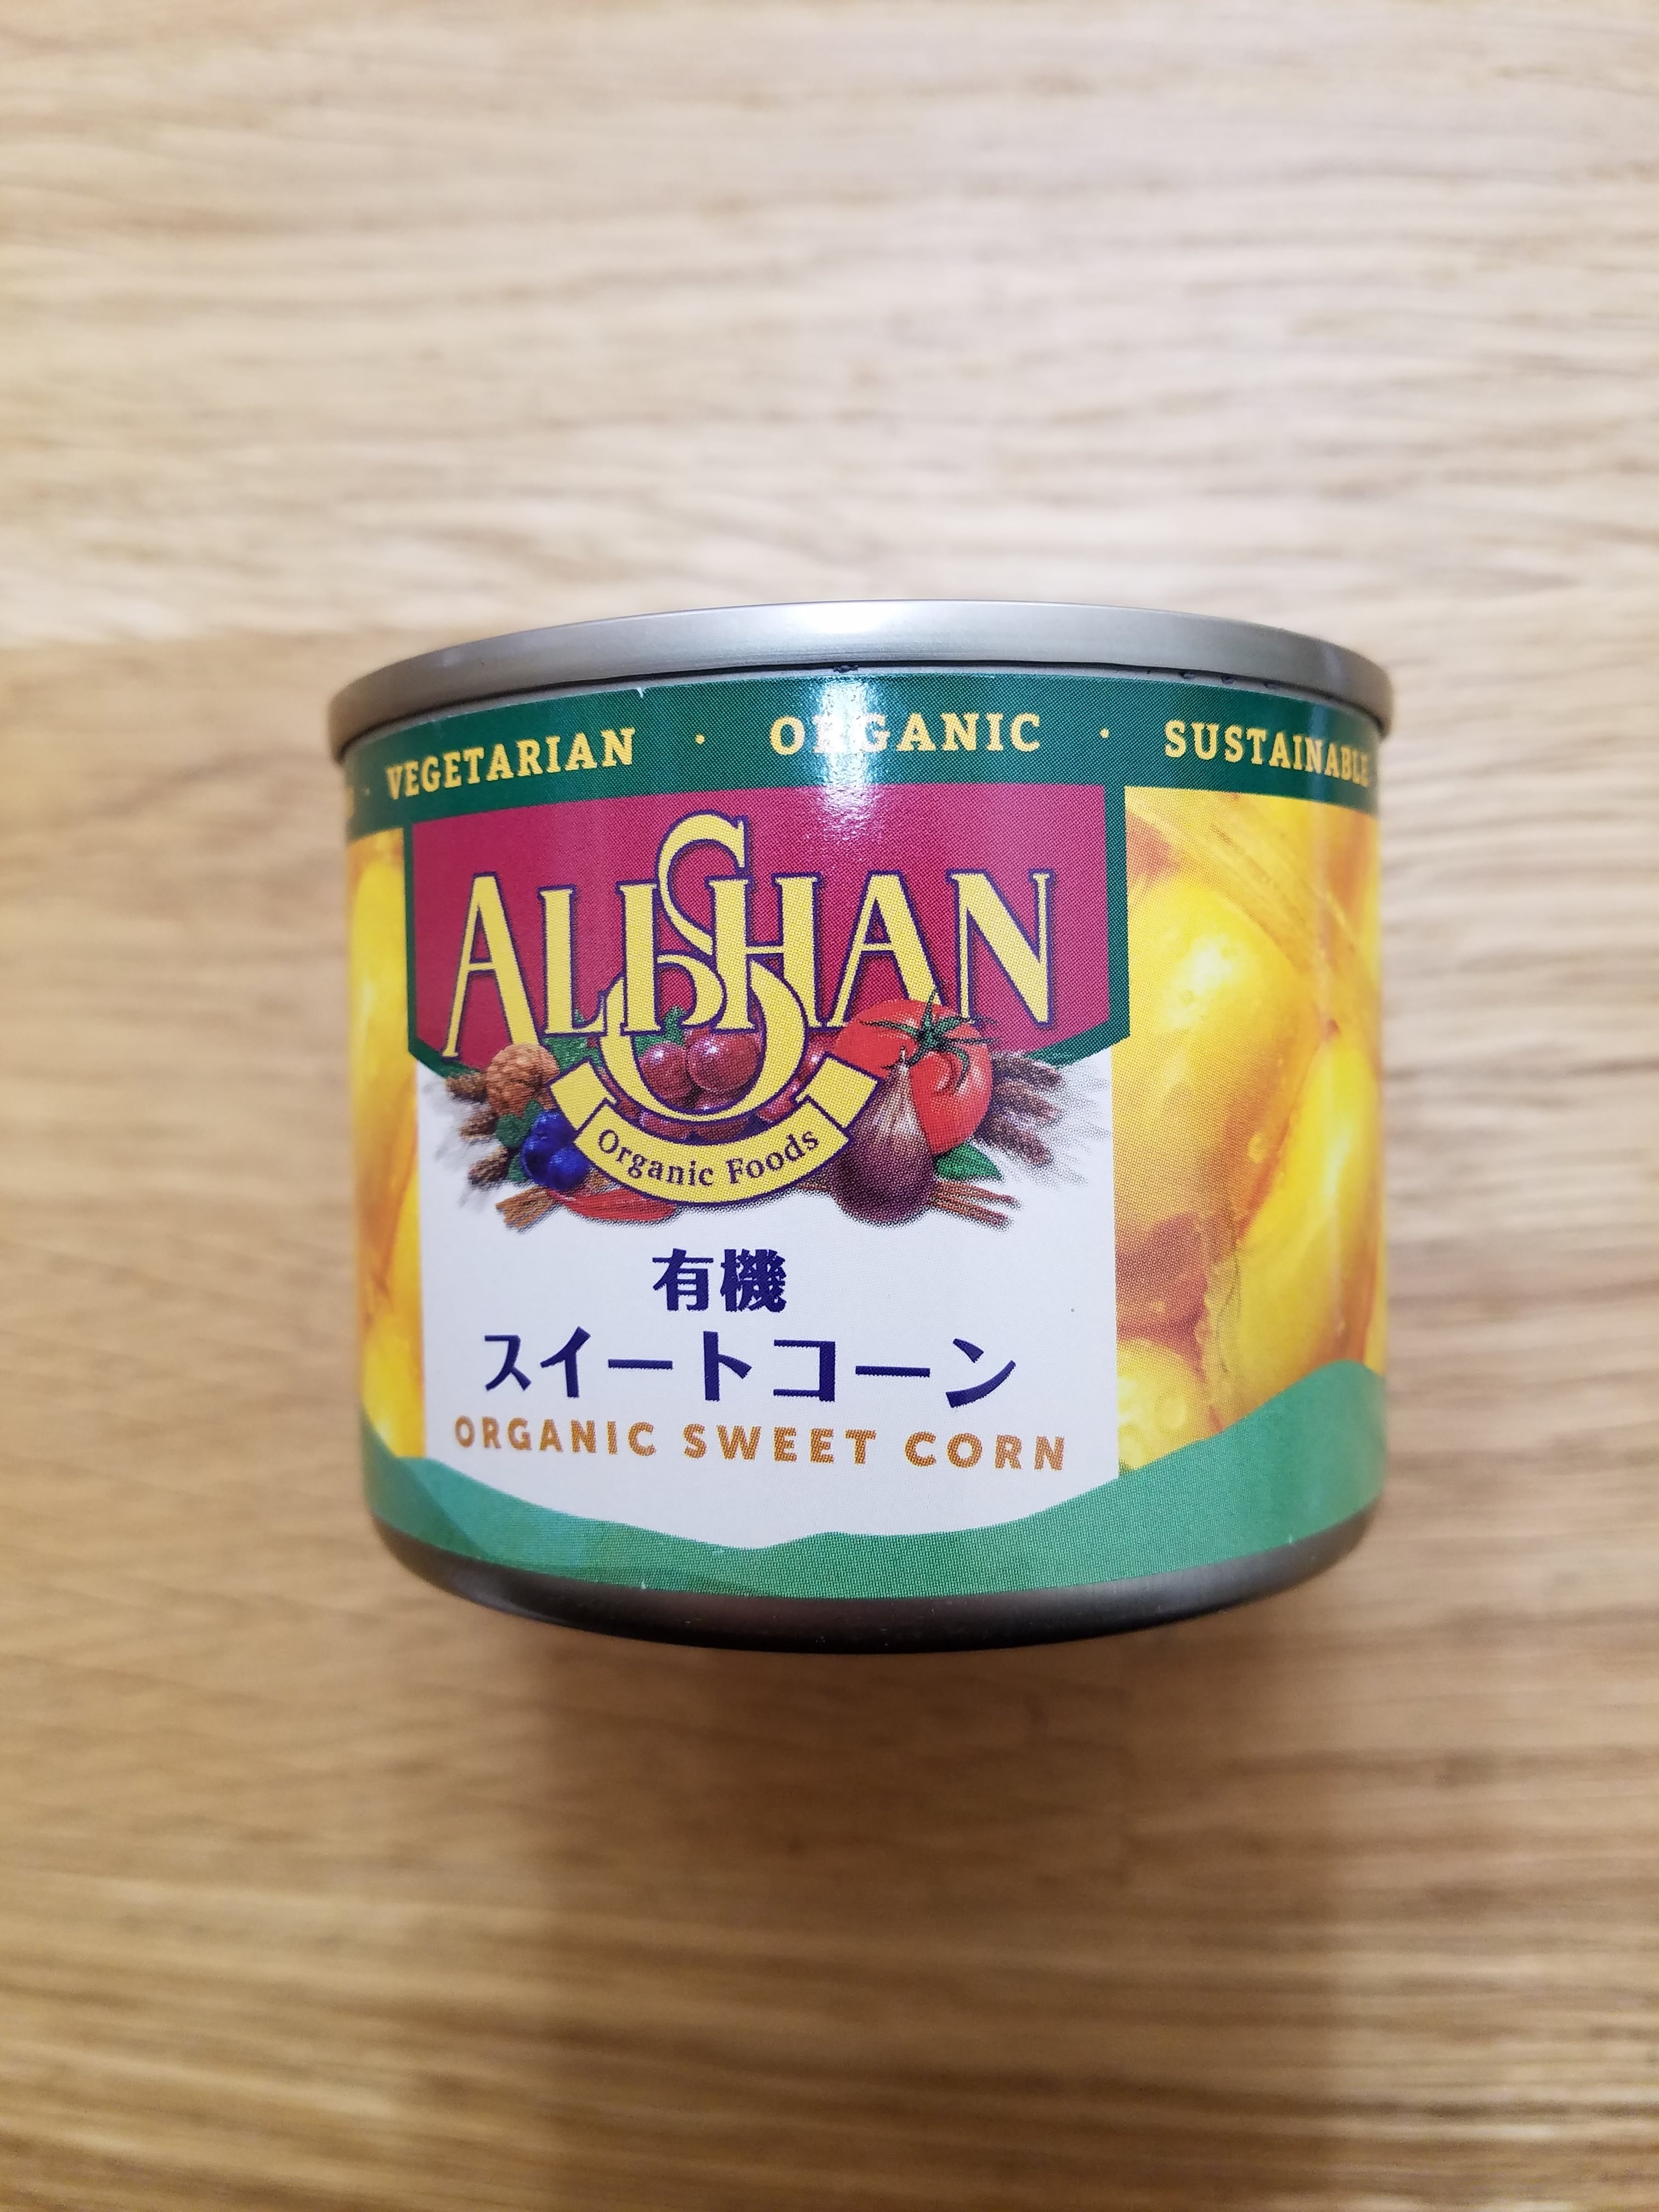 VEGETARIAN · ORGANIC · SUSTAINABLE
ALISHAN
Organic Foods
有機
スイートコーン
ORGANIC SWEET CORN